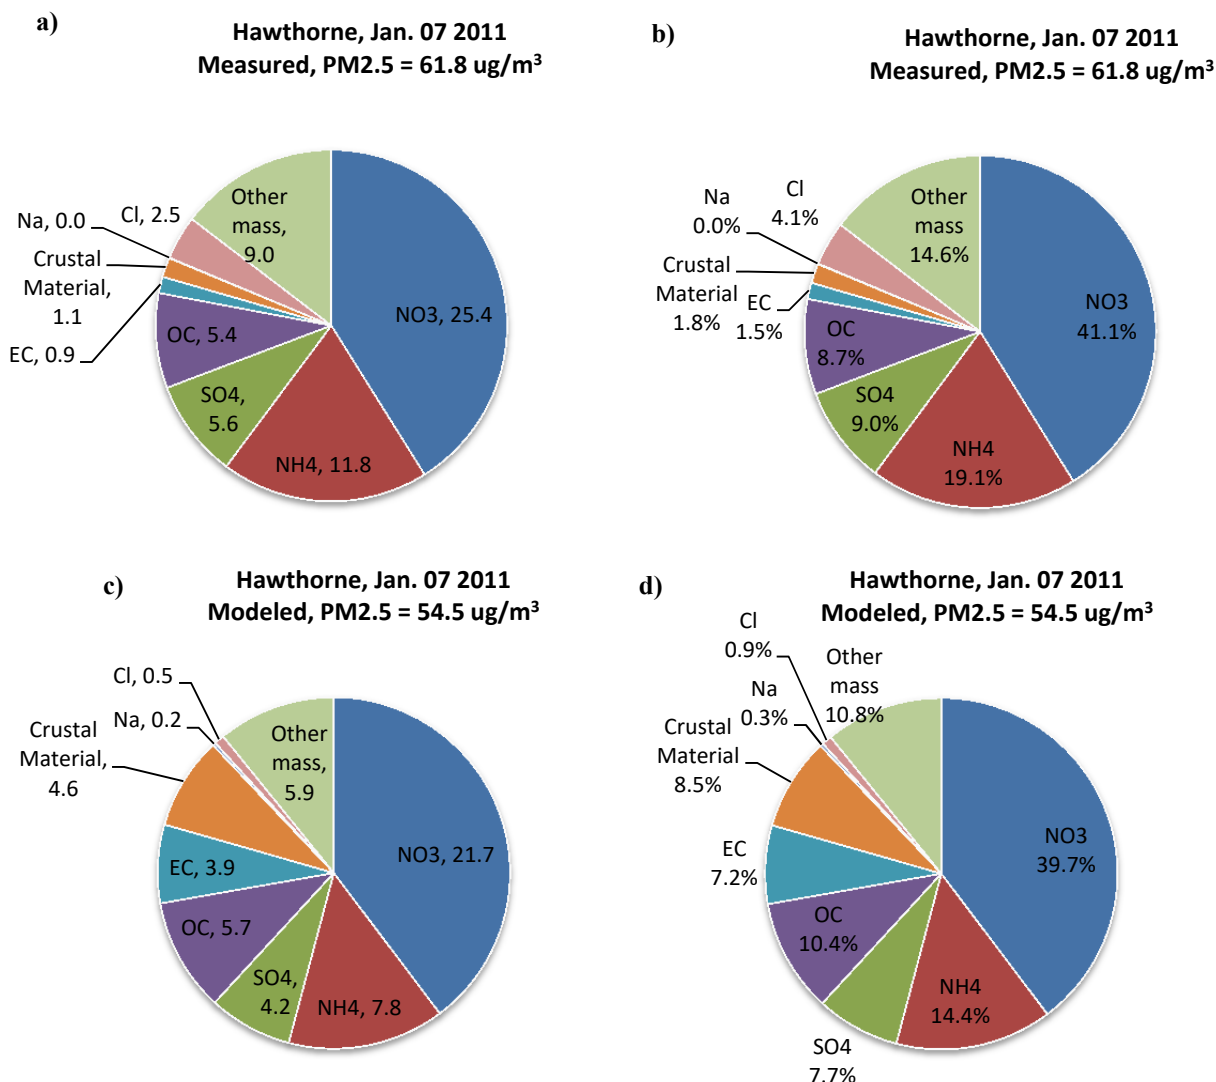 a)
Hawthorne, Jan. 07 2011
Measured, PM2.5 = 61.8 ug/m³
Other
mass,
9.0
Cl, 2.5
Na, 0.0
Crustal
Material,
1.1
EC, 0.9
OC, 5.4
SO4,
5.6
NH4, 11.8
NO3, 25.4
b)
Hawthorne, Jan. 07 2011
Measured, PM2.5 = 61.8 ug/m³
Other
mass
14.6%
Cl
4.1%
Na
0.0%
Crustal
Material
1.8%
EC
1.5%
OC
8.7%
SO4
9.0%
NH4
19.1%
NO3
41.1%
c)
Hawthorne, Jan. 07 2011
Modeled, PM2.5 = 54.5 ug/m³
Cl, 0.5
Na, 0.2
Crustal
Material,
4.6
Other
mass,
5.9
EC, 3.9
OC, 5.7
SO4,
4.2
NH4, 7.8
NO3, 21.7
d)
Hawthorne, Jan. 07 2011
Modeled, PM2.5 = 54.5 ug/m³
Cl
0.9%
Other
mass
10.8%
Na
0.3%
Crustal
Material
8.5%
EC
7.2%
OC
10.4%
SO4
7.7%
NH4
14.4%
NO3
39.7%